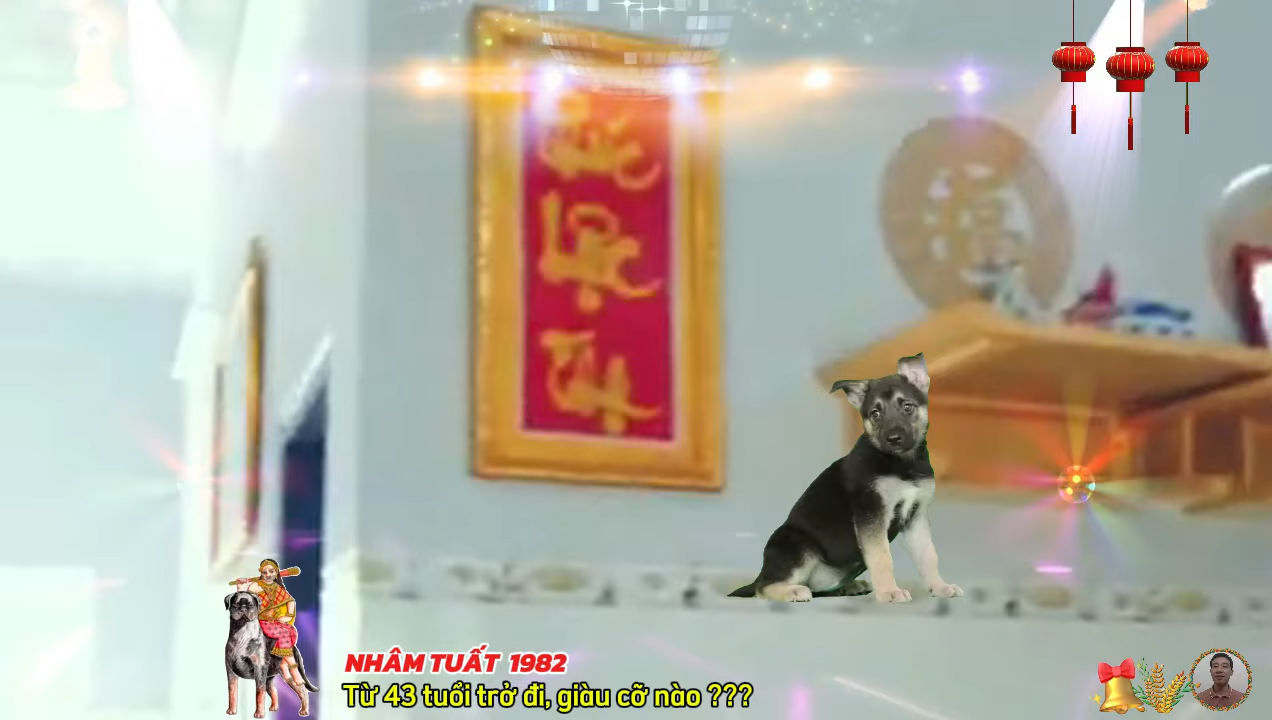 NHÂM TUẤT 1982
Từ 43 tuổi trở đi, giàu cỡ nào ???